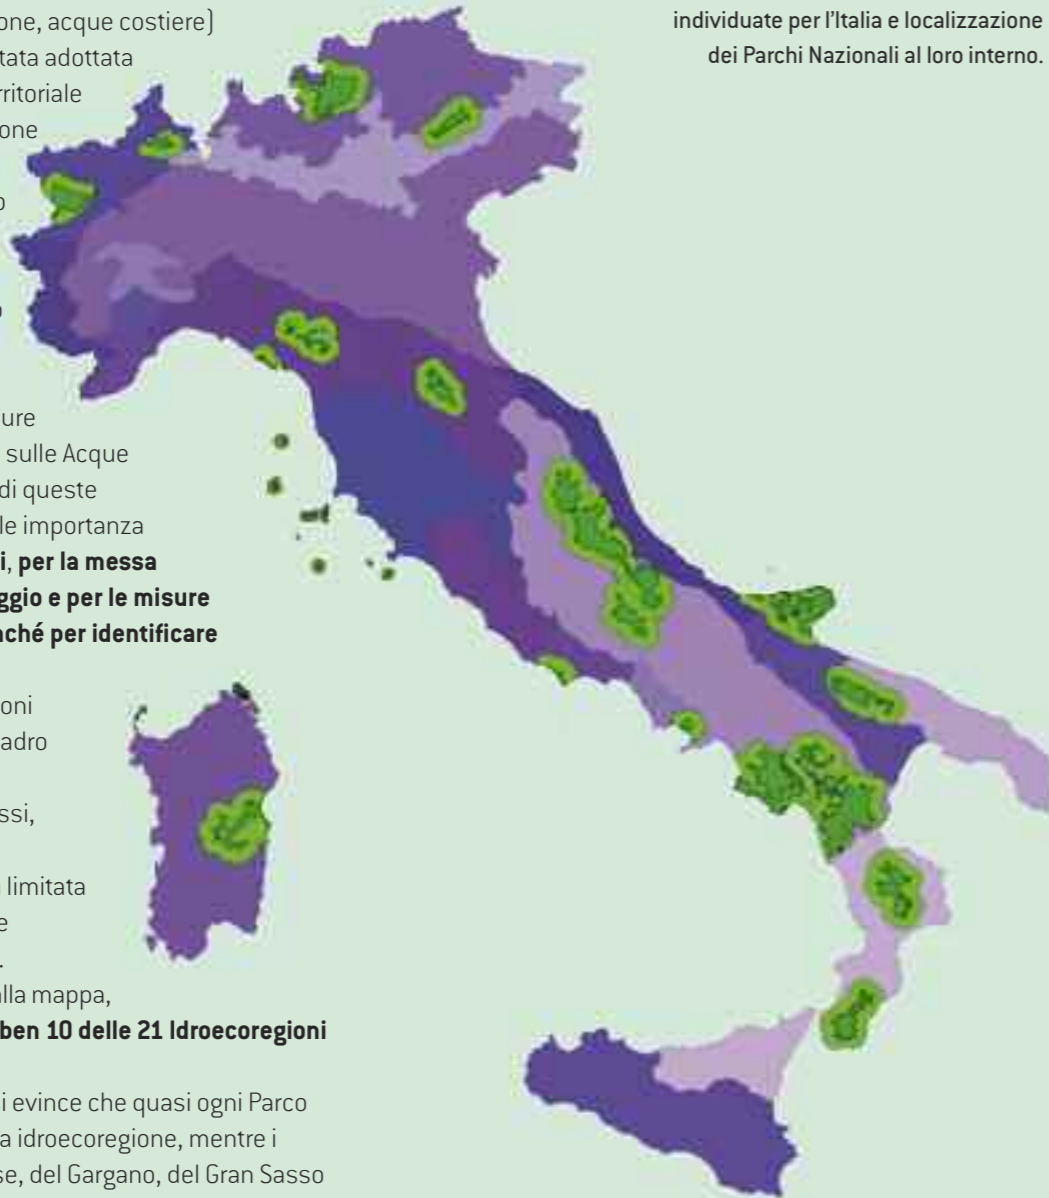 one, acque costiere)
tata adottata
rritoriale
one
o
o
ure
sulle Acque
di queste
le importanza
i, per la messa
ggio e per le misure
nché per identificare
oni
adro
ssi,
limitata
e
.
alla mappa,
ben 10 delle 21 Idroecoregioni
i evince che quasi ogni Parco
a idroecoregione, mentre i
se, del Gargano, del Gran Sasso
individuate per l'Italia e localizzazione
dei Parchi Nazionali al loro interno.